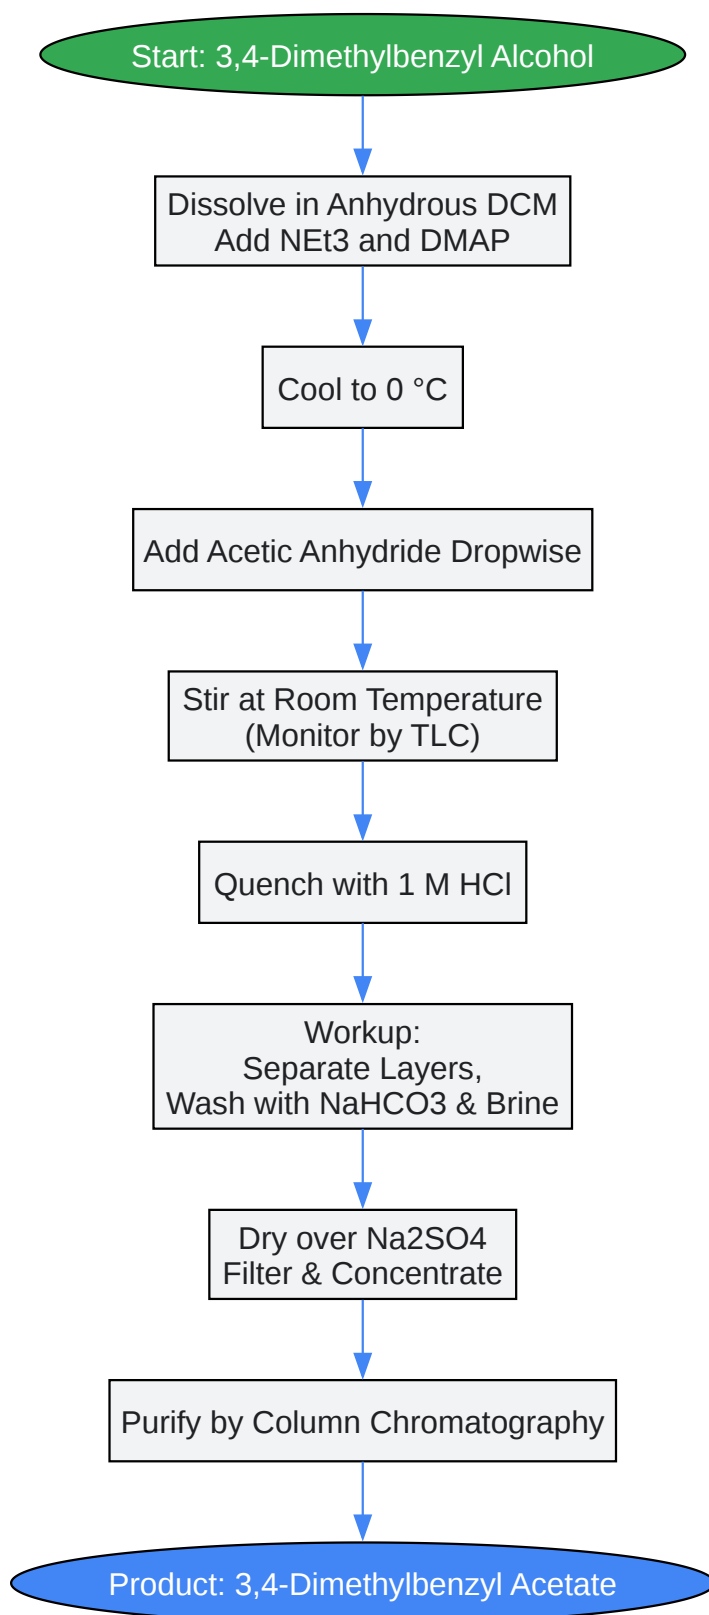 Start: 3,4-Dimethylbenzyl Alcohol
Dissolve in Anhydrous DCM
Add NEt3 and DMAP
Cool to 0 °C
Add Acetic Anhydride Dropwise
Stir at Room Temperature
(Monitor by TLC)
Quench with 1 M HCl
Workup:
Separate Layers,
Wash with NaHCO3 & Brine
Dry over Na2SO4
Filter & Concentrate
Purify by Column Chromatography
Product: 3,4-Dimethylbenzyl Acetate